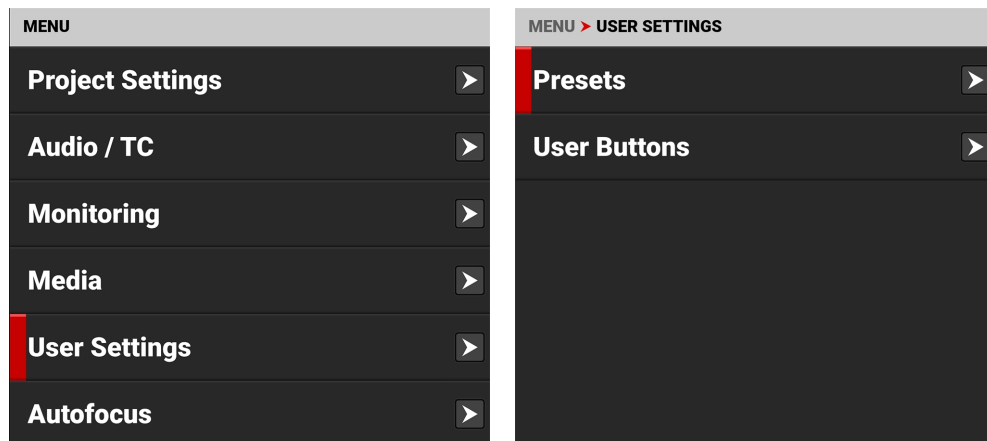 MENU
Project Settings
Audio / TC
Monitoring
Media
User Settings
Autofocus
MENU ➤ USER SETTINGS
Presets
User Buttons